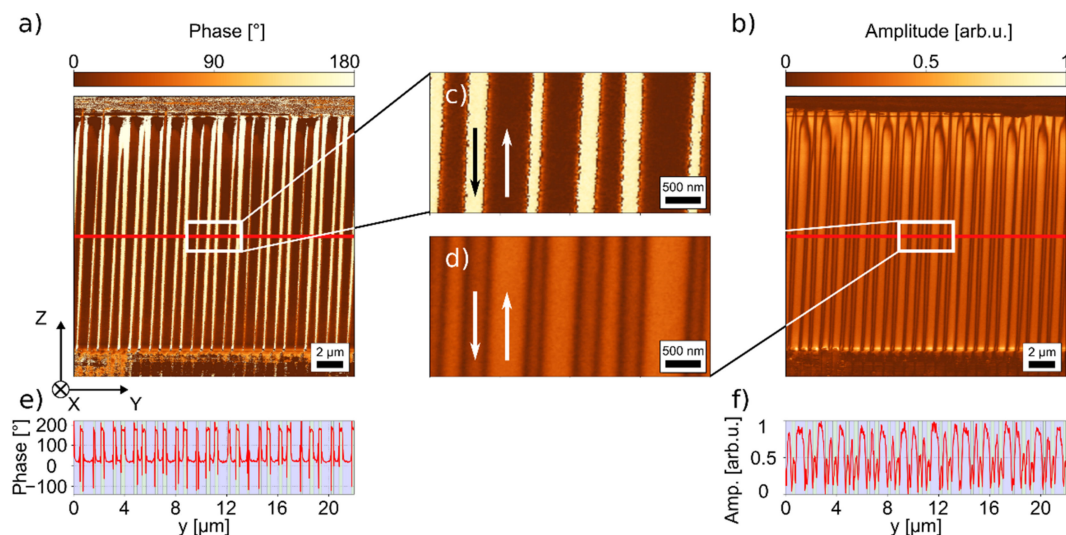 a)
Phase [°]
0 90 180
c)
500 nm
d)
500 nm
b)
Amplitude [arb.u.]
0 0.5 1
Z
X
Y
2 µm
2 µm
e)
Phase [°]
200
100
0
−100
0 4 8 12 16 20
y [µm]
f)
Amp. [arb.u.]
1
0.5
0
0 4 8 12 16 20
y [µm]